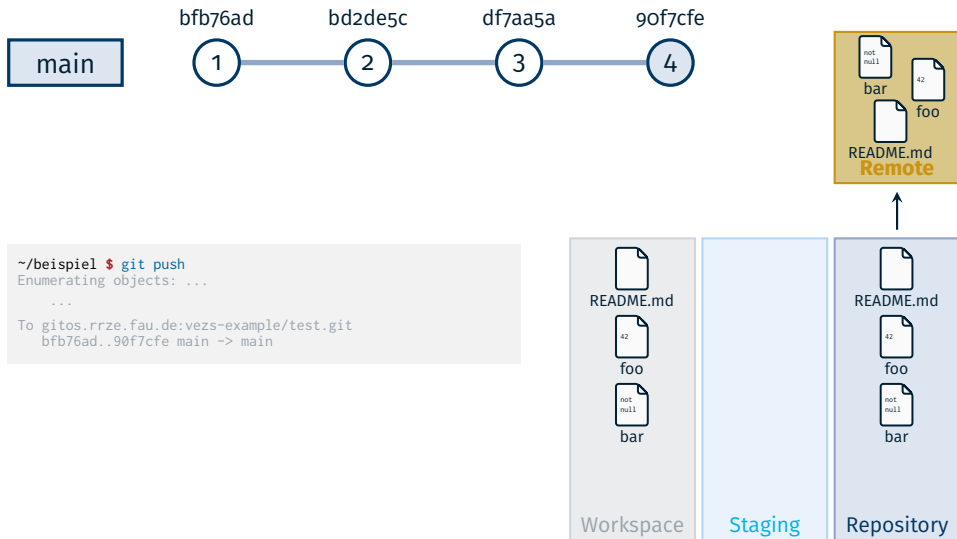 bfb76ad
bd2de5c
df7aa5a
90f7cfe
main
1
2
3
4
not
null
bar
42
foo
README.md
Remote
~/beispiel $ git push
Enumerating objects: ...
...
To gitos.rrze.fau.de:vezs-example/test.git
bfb76ad..90f7cfe main -> main
README.md
42
foo
not
null
bar
Workspace
Staging
README.md
42
foo
not
null
bar
Repository